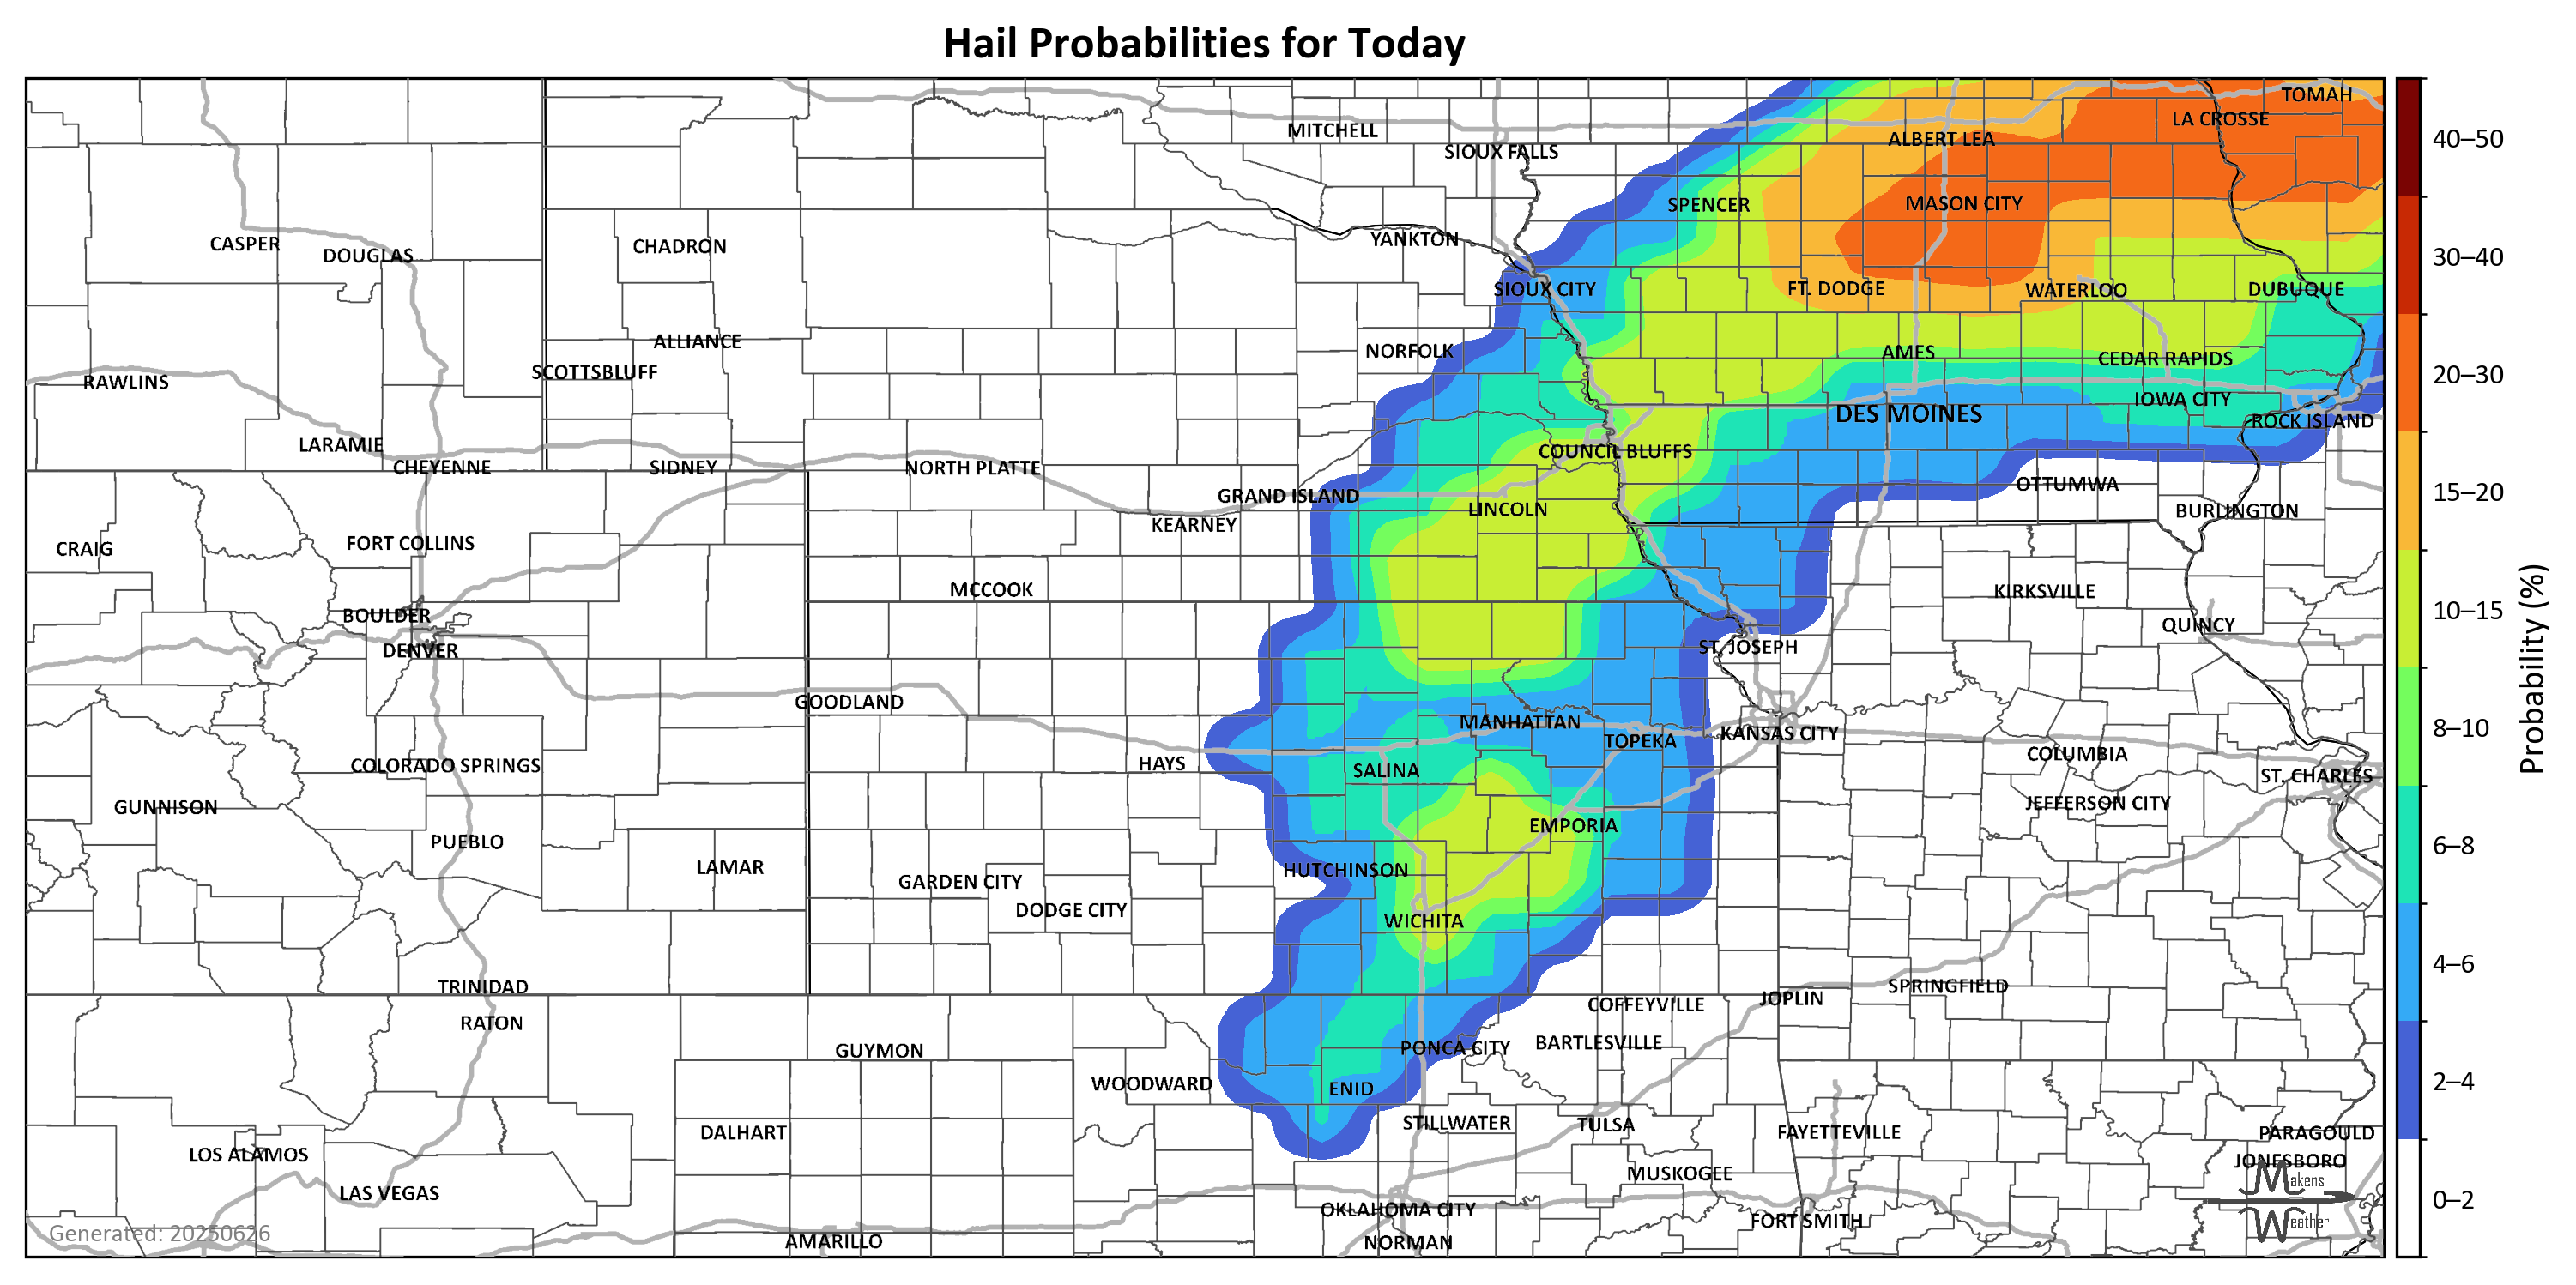 Hail Probabilities for Today
TOMAH
LA CROSSE
MITCHELL
ALBERT LEA
SIOUX FALLS
SPENCER
MASON CITY
YANKTON
CASPER
DOUGLAS
CHADRON
SIOUX CITY
FT. DODGE
WATERLOO
DUBUQUE
ALLIANCE
NORFOLK
AMES
CEDAR RAPIDS
SCOTTSBLUFF
RAWLINS
IOWA CITY
DES MOINES
ROCK ISLAND
LARAMIE
COUNCIL BLUFFS
CHEYENNE
SIDNEY
NORTH PLATTE
OTTUMWA
GRAND ISLAND
LINCOLN
BURLINGTON
KEARNEY
CRAIG
FORT COLLINS
MCCOOK
KIRKSVILLE
BOULDER
QUINCY
DENVER
ST. JOSEPH
GOODLAND
MANHATTAN
TOPEKA
KANSAS CITY
COLUMBIA
COLORADO SPRINGS
HAYS
SALINA
ST. CHARLES
GUNNISON
JEFFERSON CITY
EMPORIA
PUEBLO
LAMAR
HUTCHINSON
GARDEN CITY
DODGE CITY
WICHITA
TRINIDAD
SPRINGFIELD
JOPLIN
COFFEYVILLE
RATON
BARTLESVILLE
GUYMON
PONCA CITY
WOODWARD
ENID
STILLWATER
TULSA
DALHART
FAYETTEVILLE
PARAGOULD
LOS ALAMOS
JONESBORO
MUSKOGEE
LAS VEGAS
OKLAHOMA CITY
FORT SMITH
AMARILLO
NORMAN
Generated: 20250626
Makens
Weather
40–50
30–40
20–30
15–20
10–15
8–10
6–8
4–6
2–4
0–2
Probability (%)